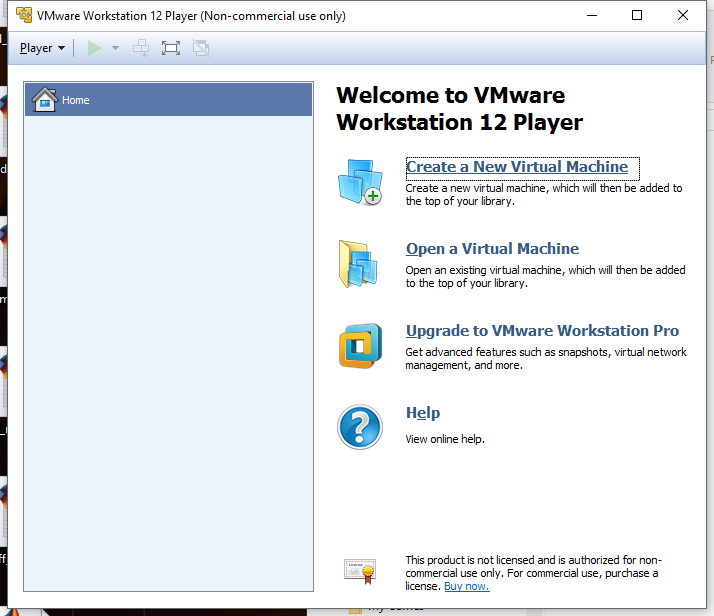 VMware Workstation 12 Player (Non-commercial use only)
Player
Home
Welcome to VMware
Workstation 12 Player
Create a New Virtual Machine
Create a new virtual machine, which will then be added to
the top of your library.
Open a Virtual Machine
Open an existing virtual machine, which will then be added
to the top of your library.
Upgrade to VMware Workstation Pro
Get advanced features such as snapshots, virtual network
management, and more.
Help
View online help.
This product is not licensed and is authorized for non-
commercial use only. For commercial use, purchase a
license. Buy now.